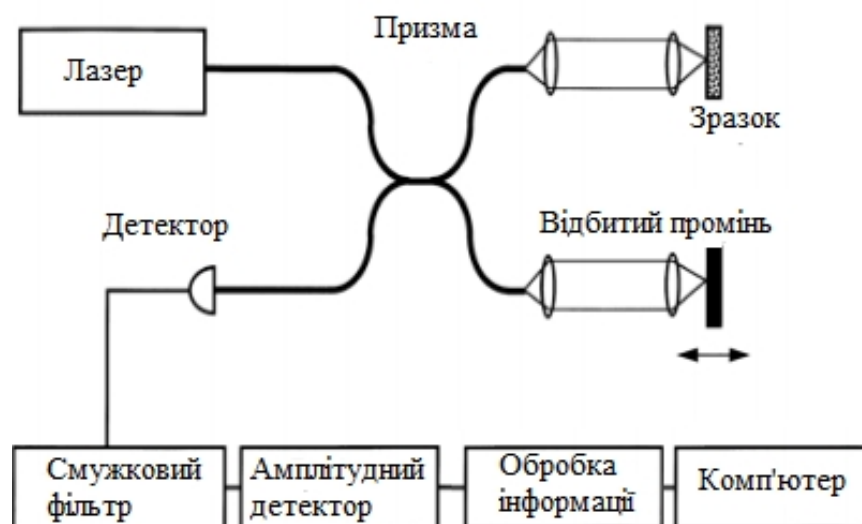 Призма
Лазер
Зразок
Детектор
Відбитий промінь
Смужковий
фільтр
Амплітудний
детектор
Обробка
інформації
Комп'ютер